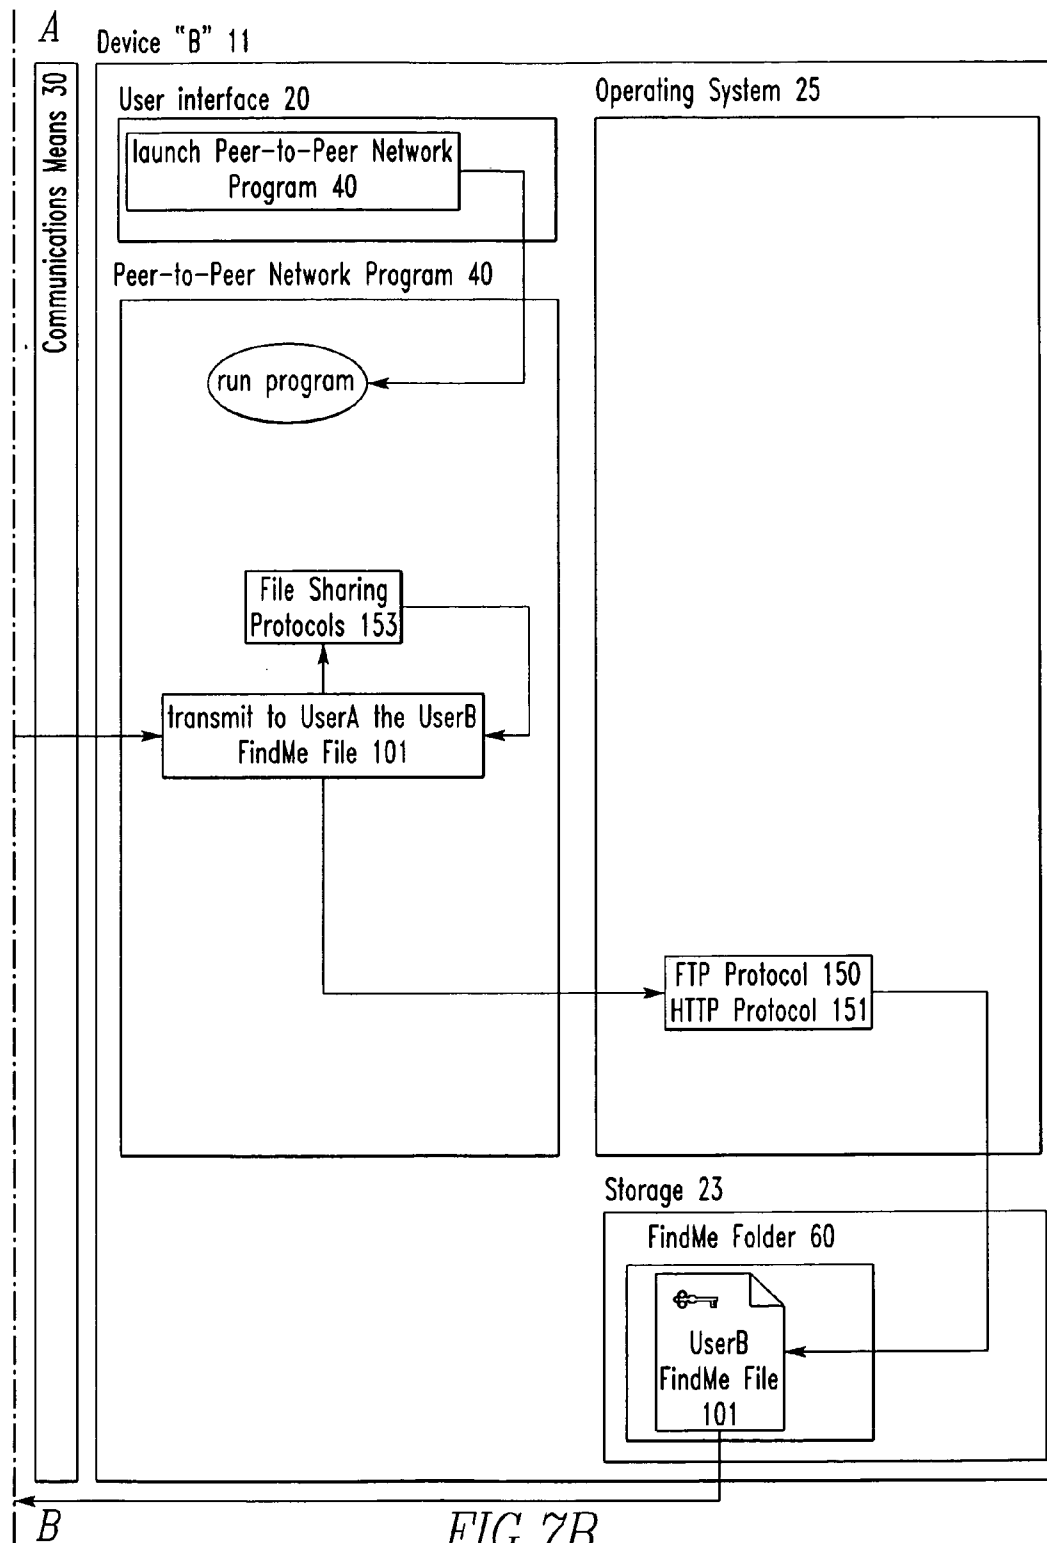 A
Device "B" 11
Communications Means 30
User interface 20
Operating System 25
launch Peer-to-Peer Network
Program 40
Peer-to-Peer Network Program 40
run program
File Sharing
Protocols 153
transmit to UserA the UserB
FindMe File 101
FTP Protocol 150
HTTP Protocol 151
Storage 23
FindMe Folder 60
UserB
FindMe File
101
B
FIG. 7B